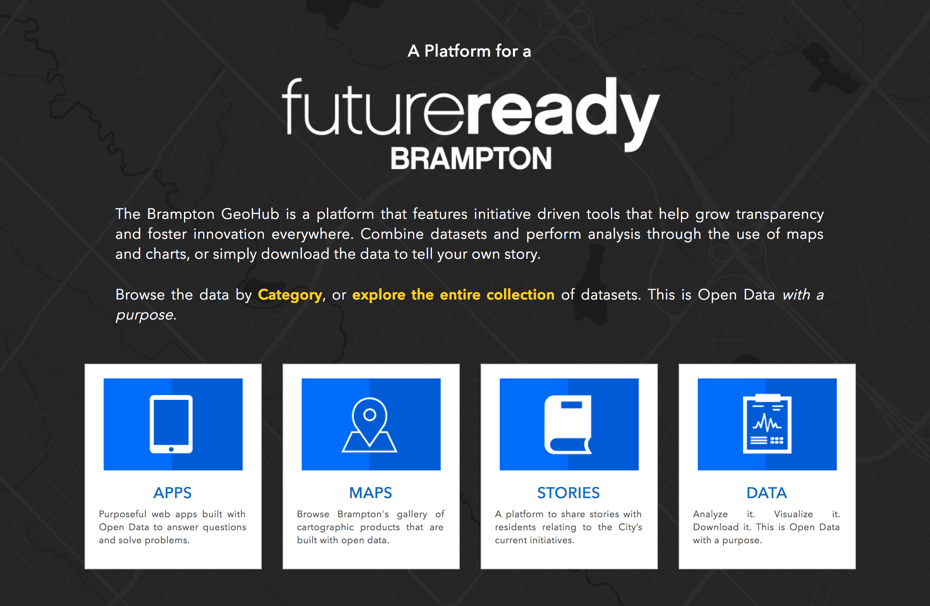 A Platform for a
futureready
BRAMPTON
The Brampton GeoHub is a platform that features initiative driven tools that help grow transparency
and foster innovation everywhere. Combine datasets and perform analysis through the use of maps
and charts, or simply download the data to tell your own story.
Browse the data by Category, or explore the entire collection of datasets. This is Open Data with a
purpose.
APPS
Purposeful web apps built with
Open Data to answer questions
and solve problems.
MAPS
Browse Brampton's gallery of
cartographic products that are
built with open data.
STORIES
A platform to share stories with
residents relating to the City's
current initiatives.
DATA
Analyze it. Visualize it.
Download it. This is Open Data
with a purpose.